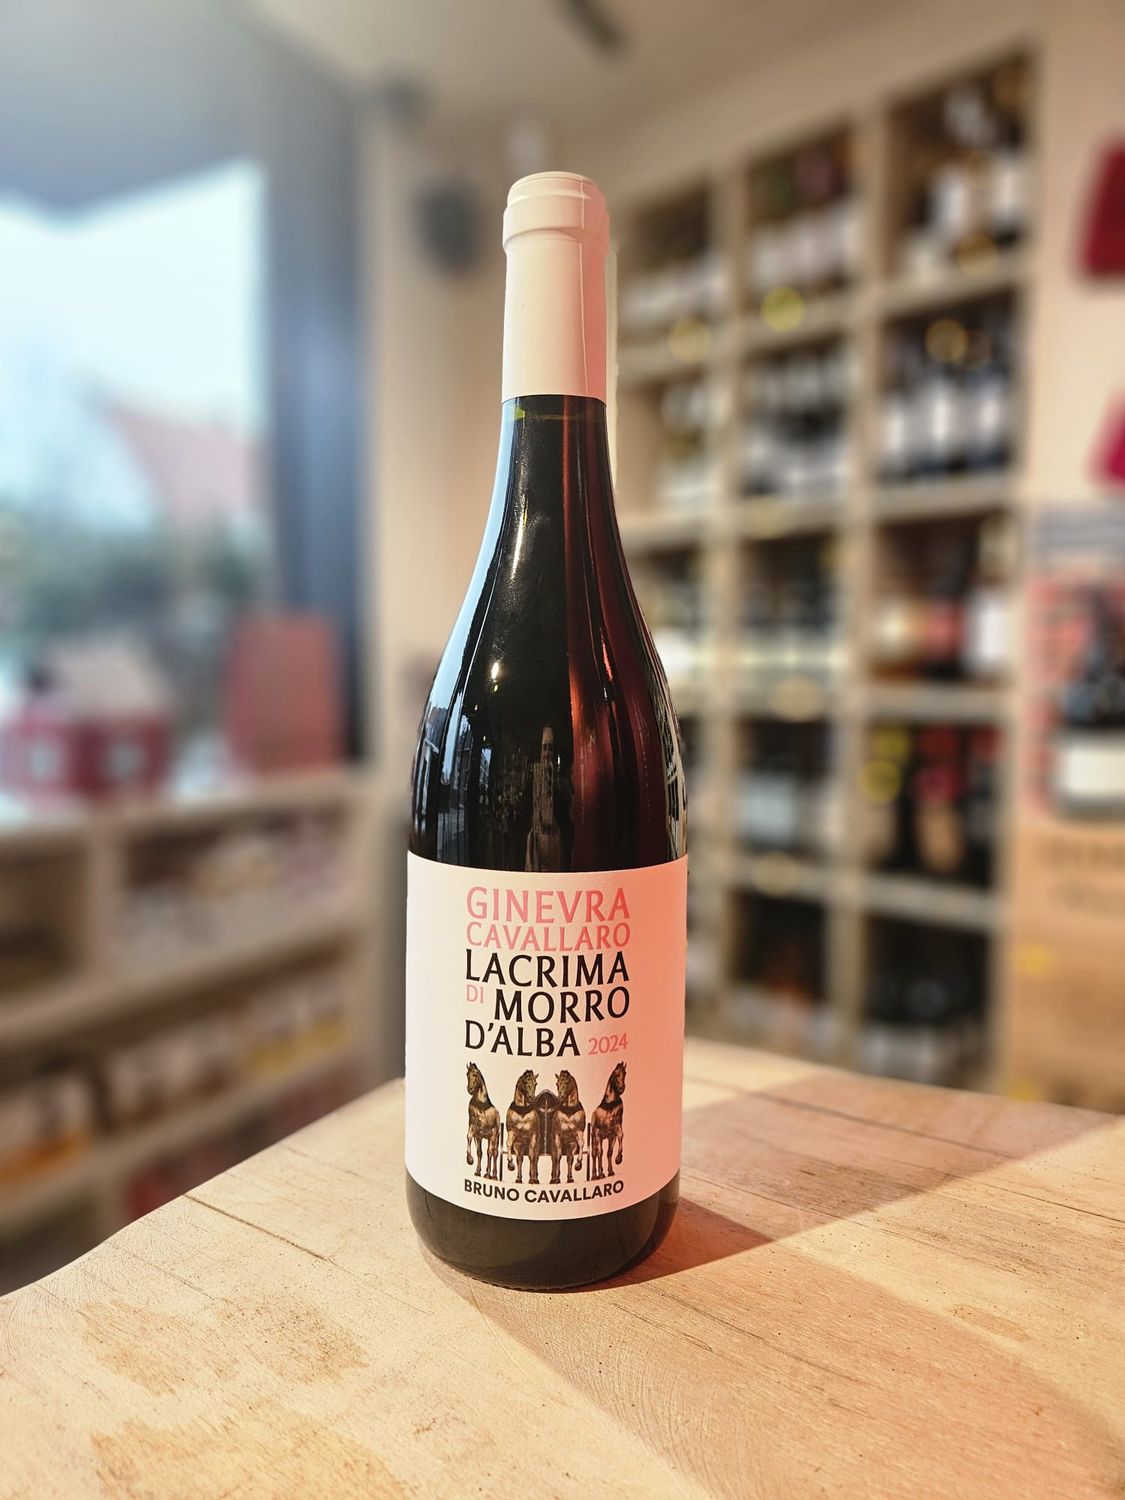 GINEVRA
CAVALLARO
LACRIMA
DI MORRO
D'ALBA 2024
BRUNO CAVALLARO